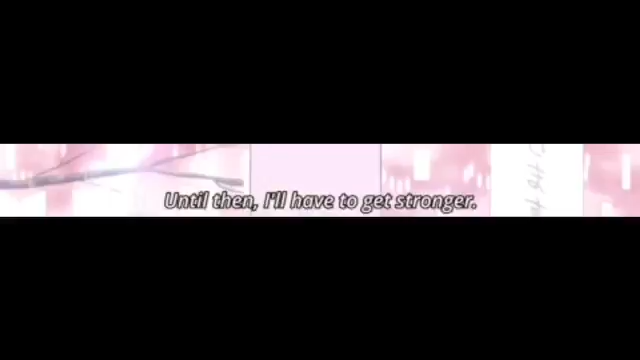 Until then, I'll have to get stronger.